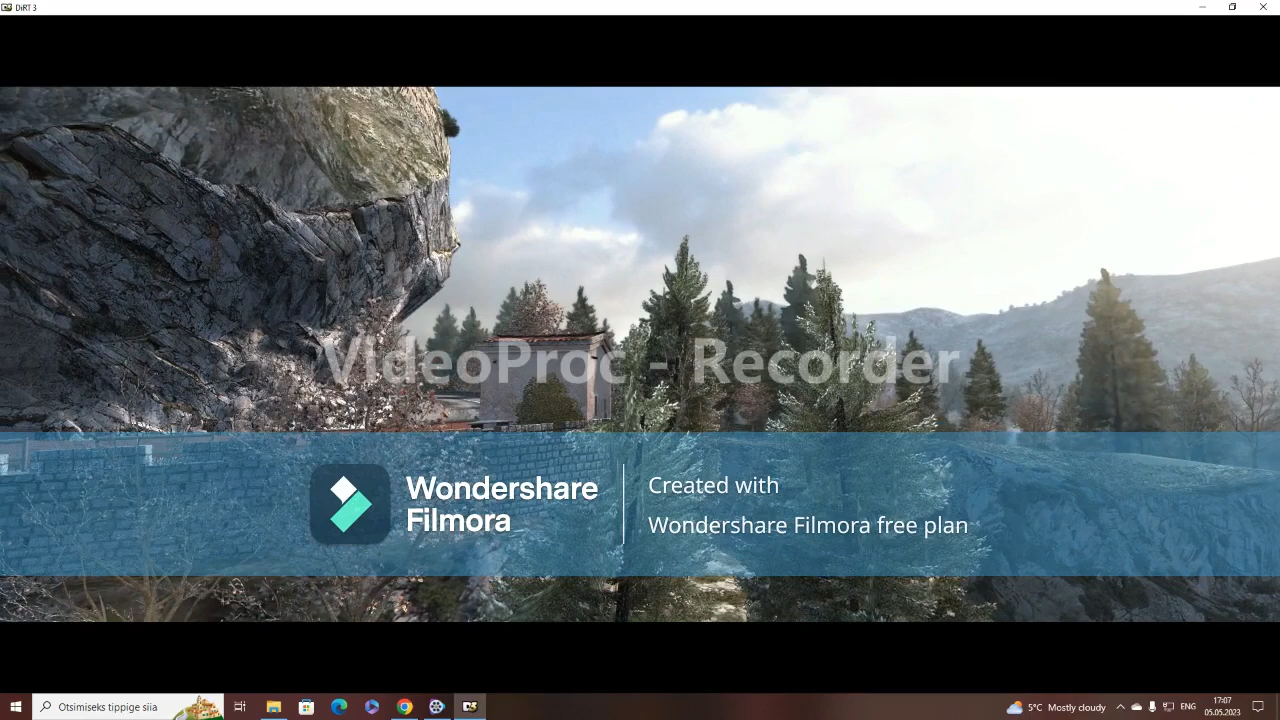 DiRT 3
VideoProc - Recorder
Wondershare
Filmora
Created with
Wondershare Filmora free plan
Otsimiseks tippige siia
5°C Mostly cloudy
ENG
17:07
05.05.2023